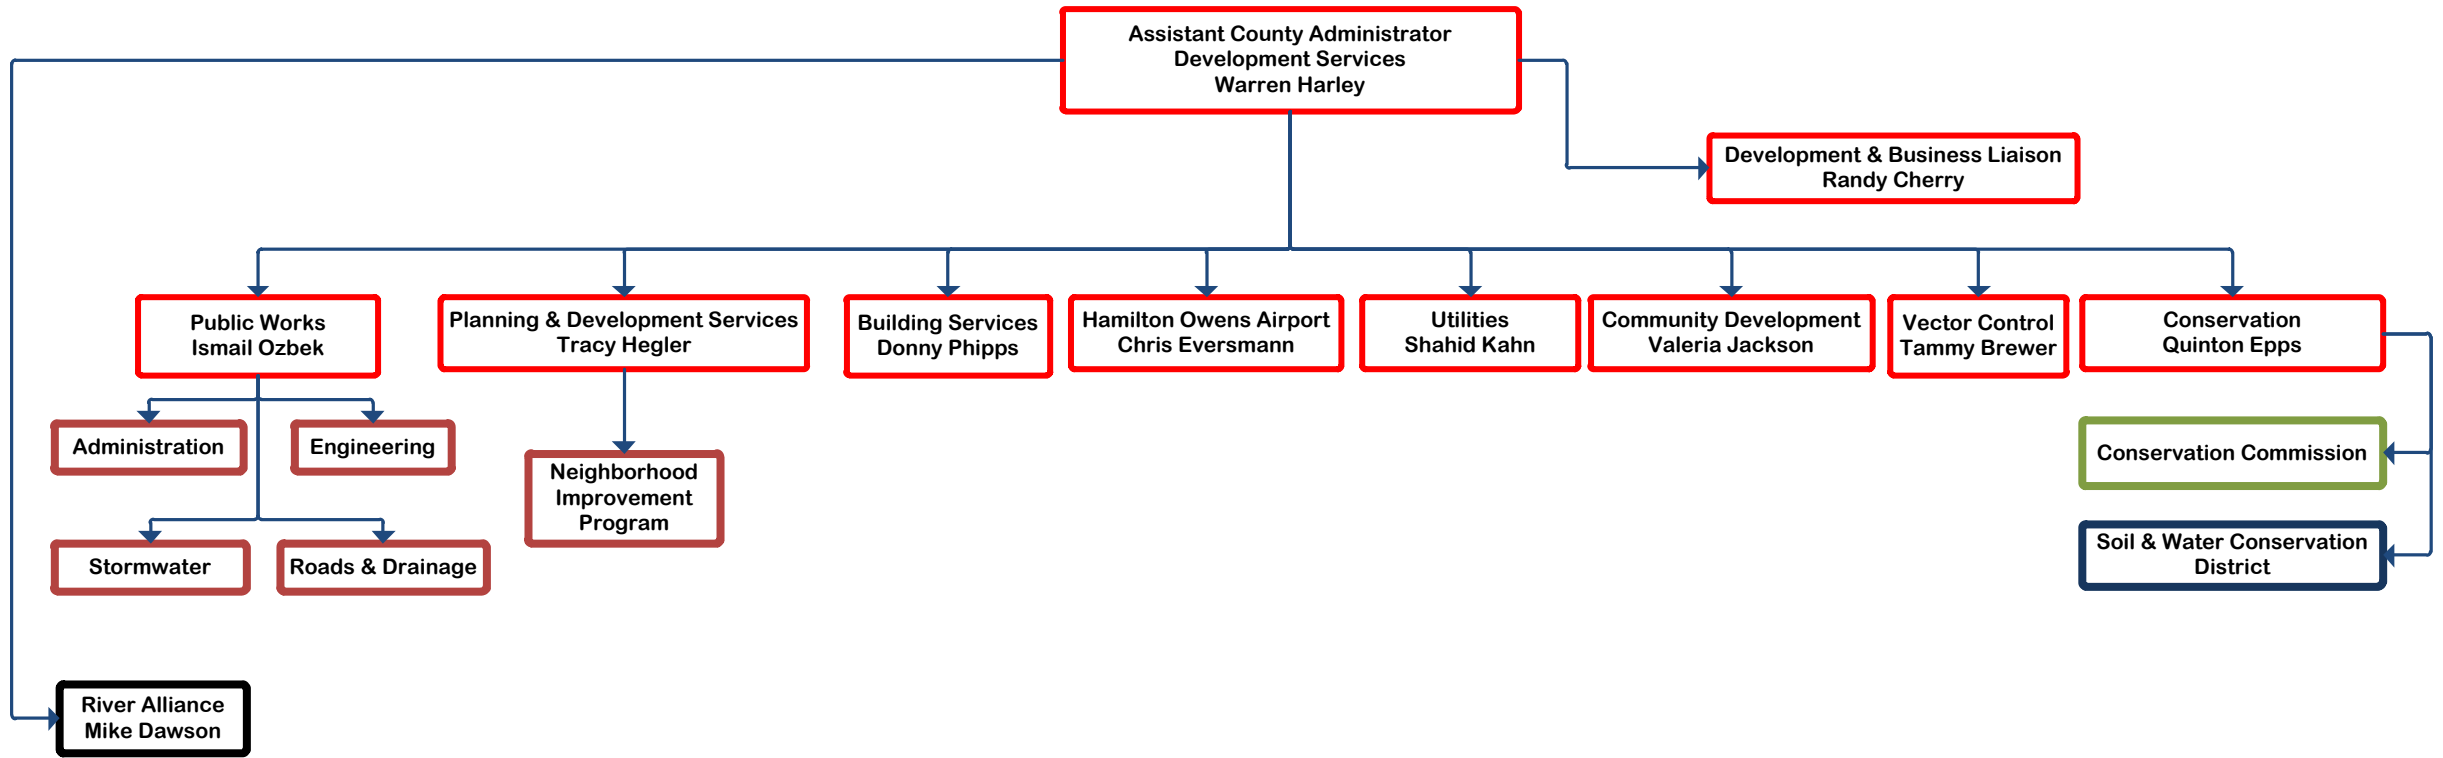 Assistant County Administrator
Development Services
Warren Harley
Development & Business Liaison
Randy Cherry
Public Works
Ismail Ozbek
Planning & Development Services
Tracy Hegler
Building Services
Donny Phipps
Hamilton Owens Airport
Chris Eversmann
Utilities
Shahid Kahn
Community Development
Valeria Jackson
Vector Control
Tammy Brewer
Conservation
Quinton Epps
Administration
Engineering
Neighborhood
Improvement
Program
Conservation Commission
Stormwater
Roads & Drainage
Soil & Water Conservation
District
River Alliance
Mike Dawson